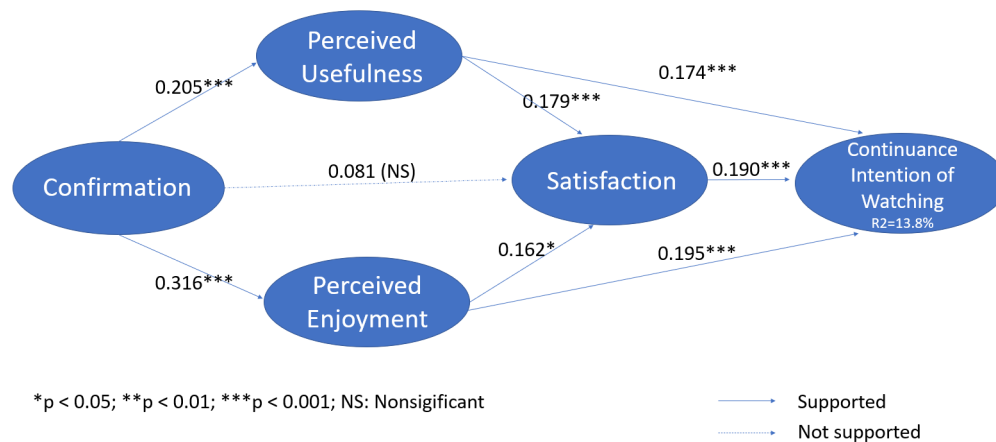 Perceived
Usefulness
0.205***
0.174***
0.179***
Confirmation
0.081 (NS)
Satisfaction
0.190***
Continuance
Intention of
Watching
R2=13.8%
0.316***
0.162*
0.195***
Perceived
Enjoyment
*p < 0.05; **p < 0.01; ***p < 0.001; NS: Nonsigificant
Supported
Not supported